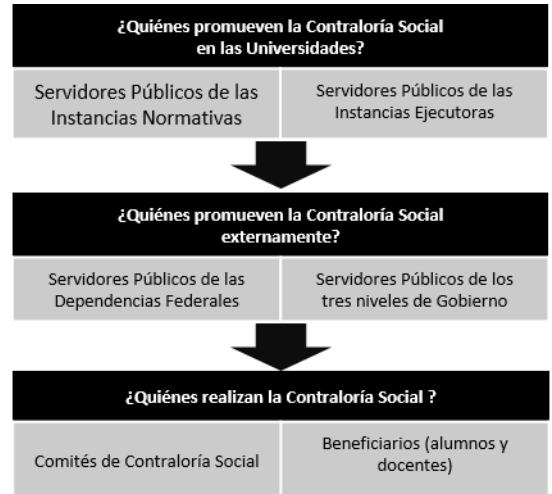 ¿Quiénes promueven la Contraloría Social
en las Universidades?
Servidores Públicos de las
Instancias Normativas
Servidores Públicos de las
Instancias Ejecutoras
¿Quiénes promueven la Contraloría Social
externamente?
Servidores Públicos de las
Dependencias Federales
Servidores Públicos de los
tres niveles de Gobierno
¿Quiénes realizan la Contraloría Social ?
Comités de Contraloría Social
Beneficiarios (alumnos y
docentes)